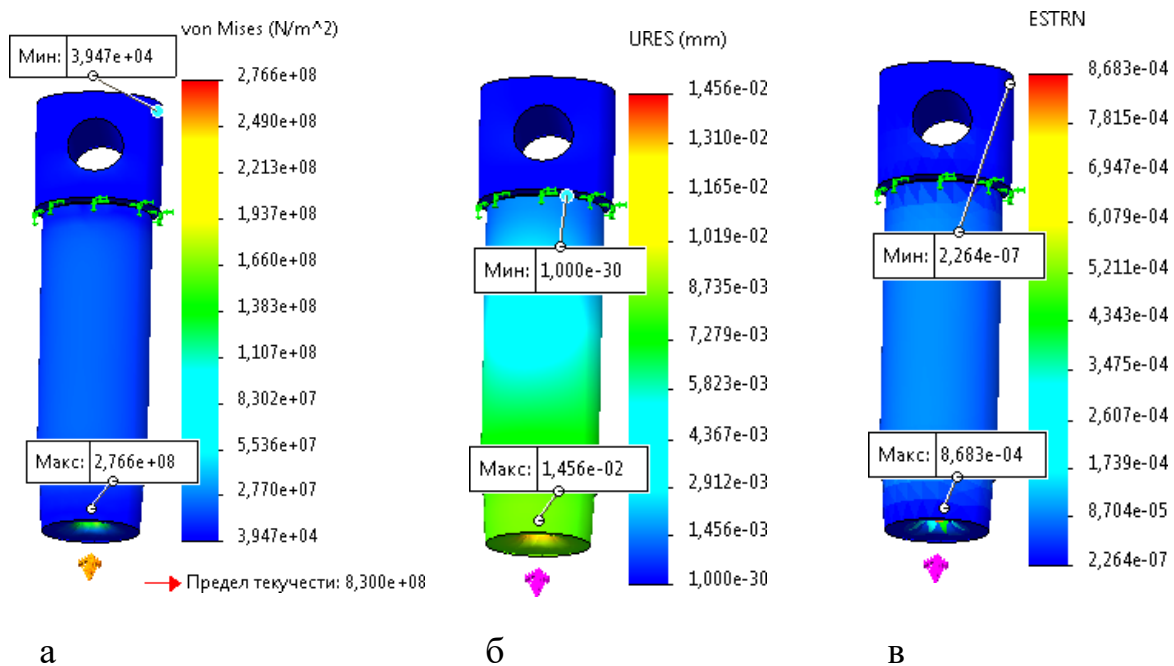 von Mises (N/m^2)
Мин: 3,947e+04
2,766e+08
2,490e+08
2,213e+08
1,937e+08
1,660e+08
1,383e+08
1,107e+08
8,302e+07
5,536e+07
2,770e+07
3,947e+04
Макс: 2,766e+08
Предел текучести: 8,300e+08
а
URES (mm)
1,456e-02
1,310e-02
1,165e-02
1,019e-02
8,735e-03
7,279e-03
5,823e-03
4,367e-03
2,912e-03
1,456e-03
1,000e-30
Мин: 1,000e-30
Макс: 1,456e-02
б
ESTRN
8,683e-04
7,815e-04
6,947e-04
6,079e-04
5,211e-04
4,343e-04
3,475e-04
2,607e-04
1,739e-04
8,704e-05
2,264e-07
Мин: 2,264e-07
Макс: 8,683e-04
в